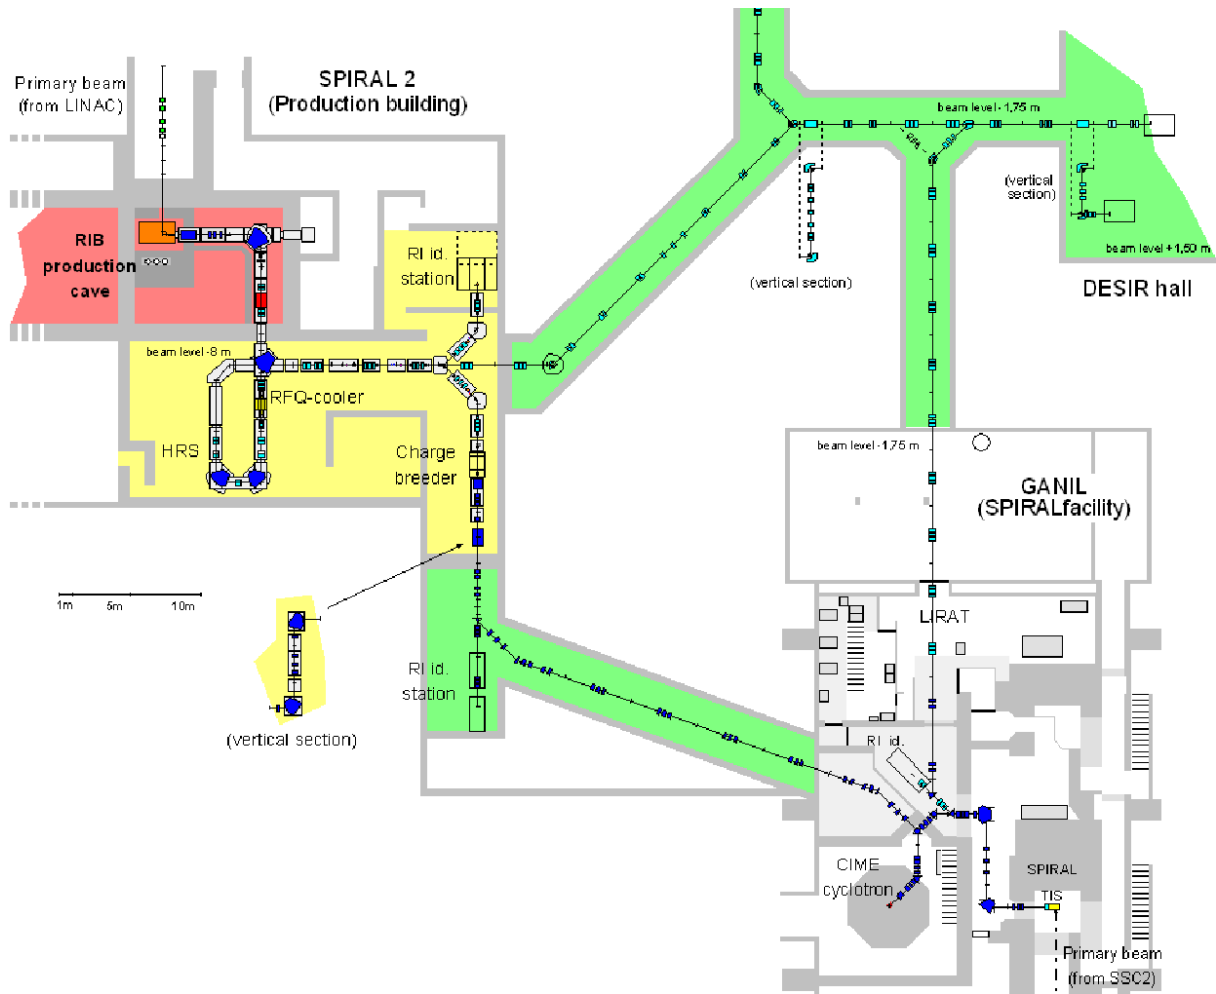 Primary beam
(from LINAC)
SPIRAL 2
(Production building)
beam level -1,75 m
(vertical
section)
RIB
production
cave
RI id.
station
beam level +1,50 m
(vertical section)
DESIR hall
beam level -8 m
RFQ-cooler
HRS
Charge
breeder
beam level -1,75 m
GANIL
(SPIRALfacility)
1m
5m
10m
LIRAT
RI id.
station
(vertical section)
RI id.
CIME
cyclotron
SPIRAL
TIS
Primary beam
(from SSC2)